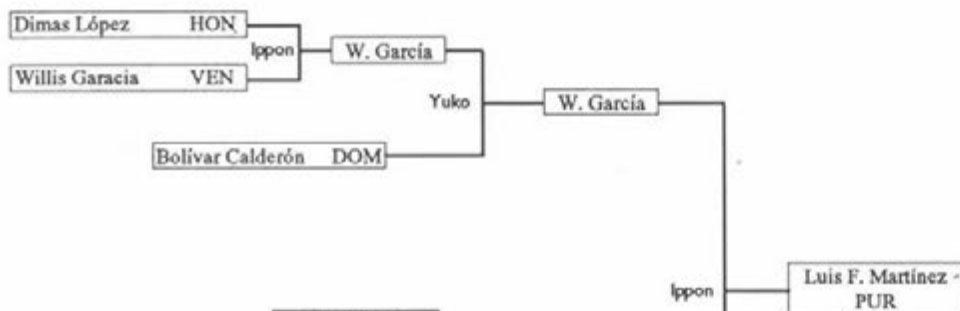 Dimas López HON
Ippon
W. García
Willis Garacia VEN
Yuko
W. García
Bolívar Calderón DOM
Ippon
Luis F. Martínez -
PUR